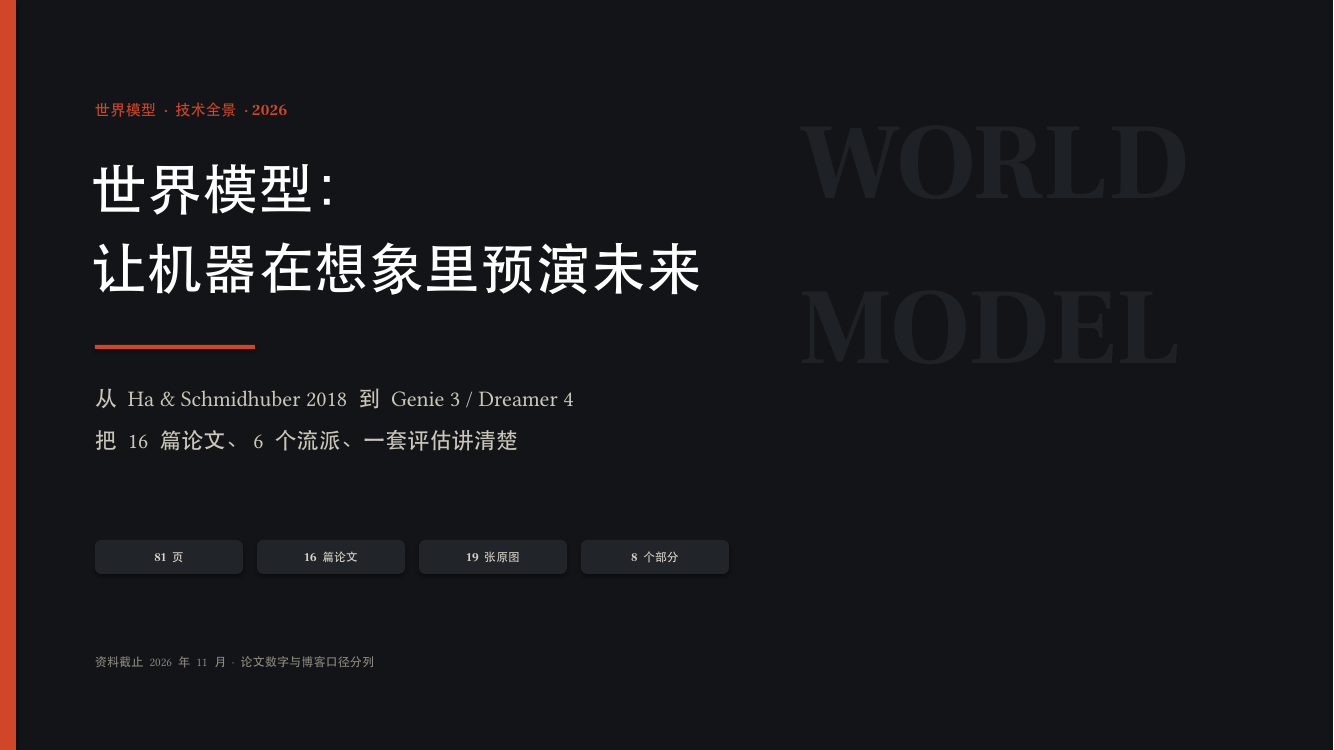 世界模型 · 技术全景 · 2026
世界模型：
让机器在想象里预演未来
WORLD
MODEL
从 Ha & Schmidhuber 2018 到 Genie 3 / Dreamer 4
把 16 篇论文、 6 个流派、一套评估讲清楚
81 页
16 篇论文
19 张原图
8 个部分
资料截止 2026 年 11 月 · 论文数字与博客口径分列